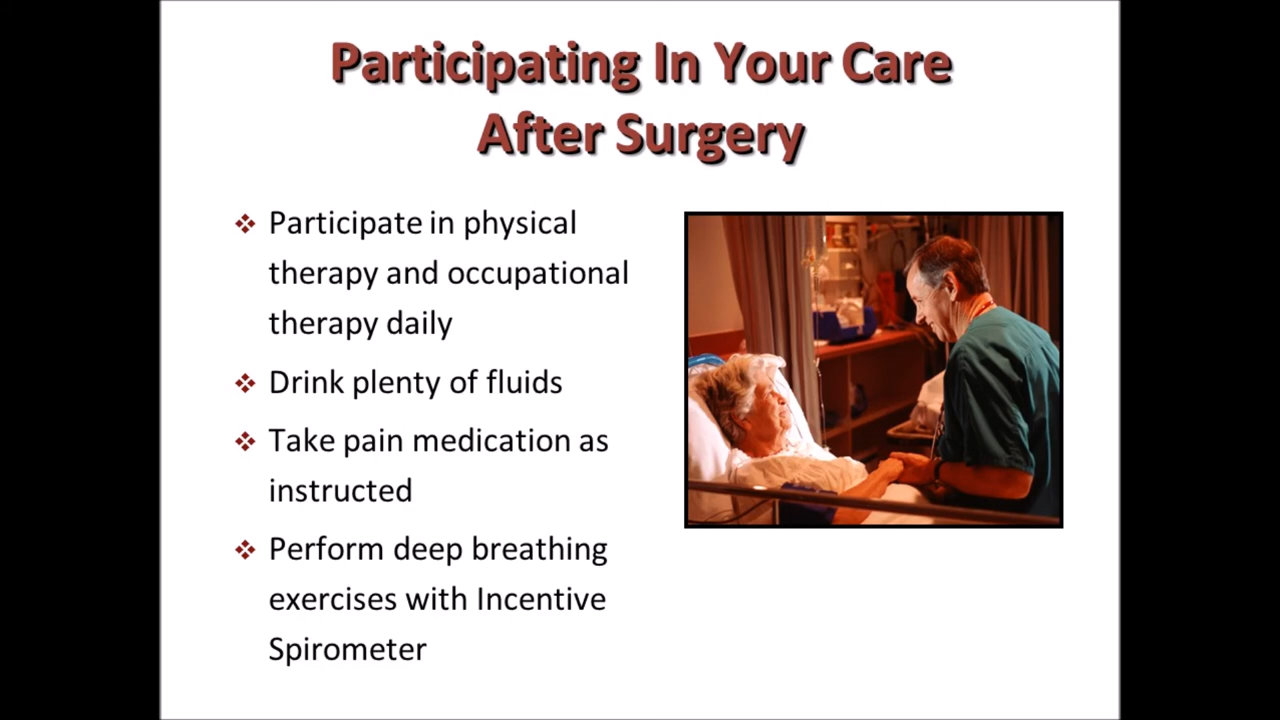 Participating In Your Care
After Surgery
❖ Participate in physical
therapy and occupational
therapy daily
❖ Drink plenty of fluids
❖ Take pain medication as
instructed
❖ Perform deep breathing
exercises with Incentive
Spirometer